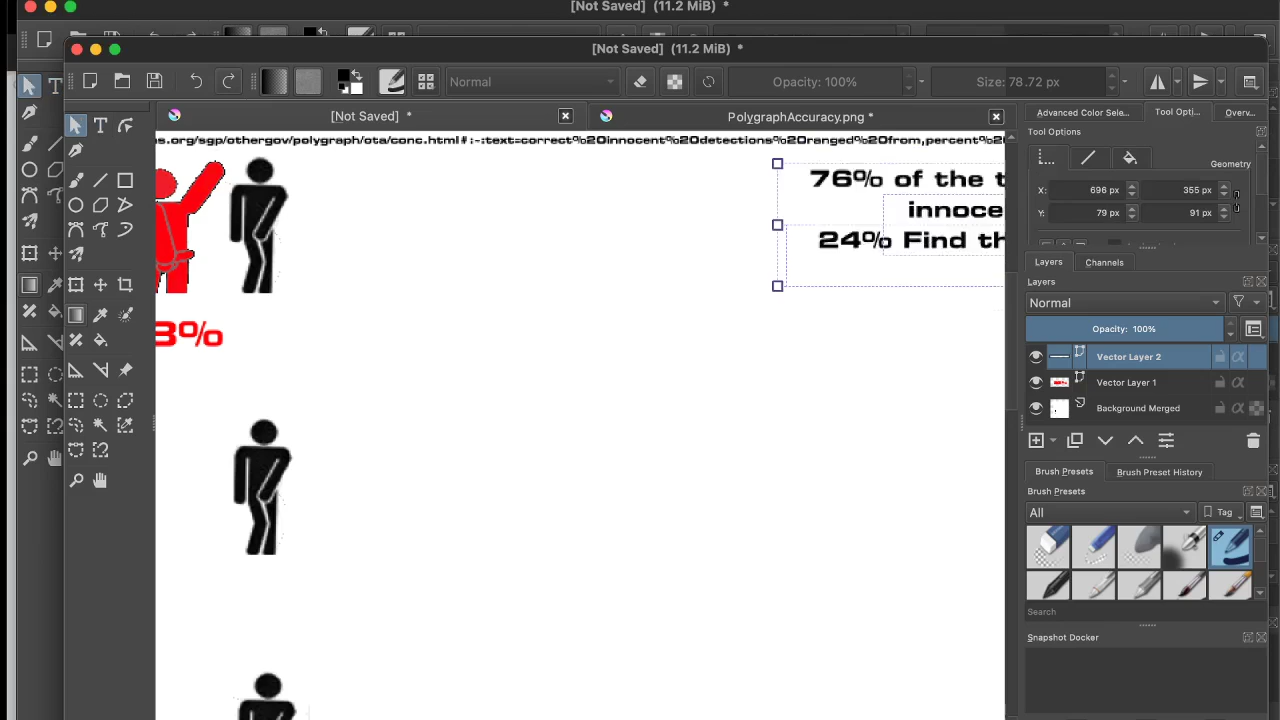 [Not Saved] (11.2 MiB) *
[Not Saved] (11.2 MiB) *
Normal
Opacity: 100%
Size: 78.72 px
[Not Saved] *
PolygraphAccuracy.png *
Advanced Color Sele...
Tool Opti...
Overv...
s.org/sgp/othergov/polygraph/ota/conc.html#:~:text=correct%20innocent%20detections%20ranged%20from,percent%20
Tool Options
Geometry
X: 696 px 355 px
Y: 79 px 91 px
76% of the t
innoce
24% Find th
3%
Layers
Channels
Layers
Normal
Opacity: 100%
Vector Layer 2
Vector Layer 1
Background Merged
Brush Presets
Brush Preset History
Brush Presets
All
Tag
Search
Snapshot Docker